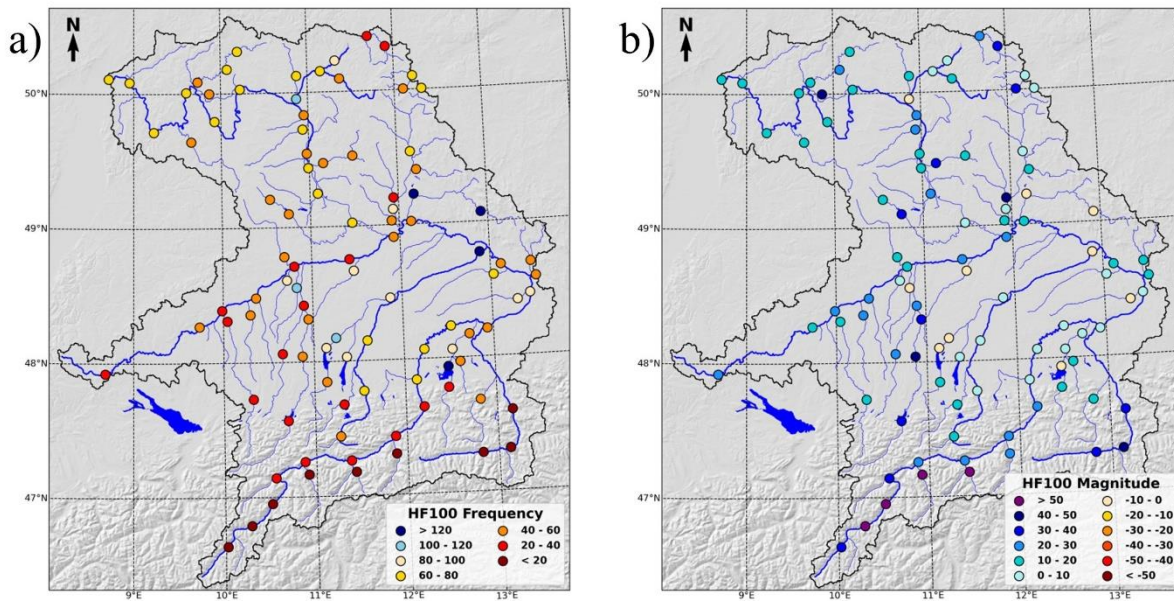 a)
N
50°N
49°N
48°N
47°N
9°E 10°E 11°E 12°E 13°E
HF100 Frequency
> 120 40 - 60
100 - 120 20 - 40
80 - 100 < 20
60 - 80
b)
N
50°N
49°N
48°N
47°N
9°E 10°E 11°E 12°E 13°E
HF100 Magnitude
> 50 -10 - 0
40 - 50 -20 - -10
30 - 40 -30 - -20
20 - 30 -40 - -30
10 - 20 -50 - -40
0 - 10 < -50